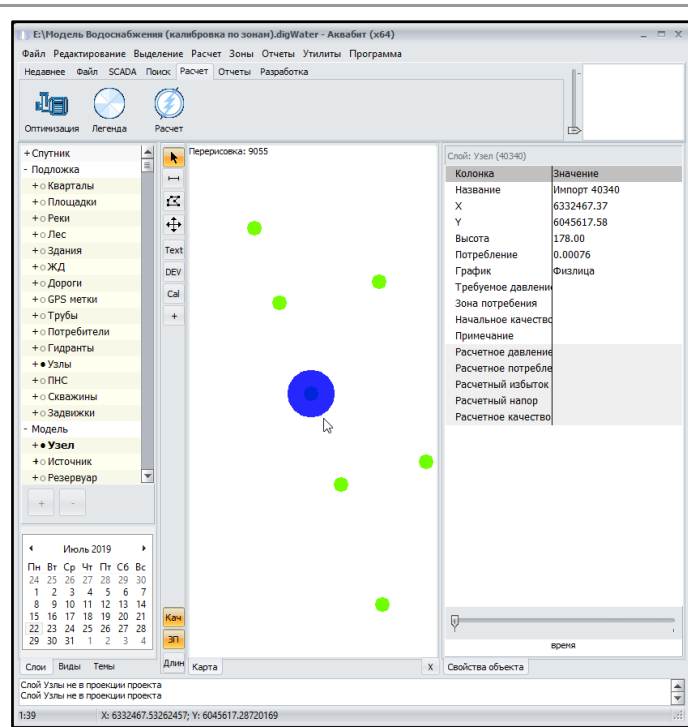 E:\Модель Водоснабжения (калибровка по зонам).digWater - Аквабит (x64)
Файл Редактирование Выделение Расчет Зоны Отчеты Утилиты Программа
Недавнее Файл SCADA Поиск Расчет Отчеты Разработка
Оптимизация Легенда Расчет
+Спутник
- Подложка
+○Кварталы
+○Площадки
+○Реки
+○Лес
+○Здания
+○ЖД
+○Дороги
+○GPS метки
+○Трубы
+○Потребители
+○Гидранты
+●Узлы
+○ПНС
+○Скважины
+○Задвижки
- Модель
+●Узел
+○Источник
+○Резервуар
+ -
Июль 2019
Пн Вт Ср Чт Пт Сб Вс
24 25 26 27 28 29 30
1 2 3 4 5 6 7
8 9 10 11 12 13 14
15 16 17 18 19 20 21
22 23 24 25 26 27 28
29 30 31 1 2 3 4
Слои Виды Темы
Text
DEV
Cal
+
Кач
ЗП
Длин
Перерисовка: 9055
Карта X
Слой: Узел (40340)
Колонка Значение
Название Импорт 40340
X 6332467.37
Y 6045617.58
Высота 178.00
Потребление 0.00076
График Физлица
Требуемое давлени
Зона потребения
Начальное качество
Примечание
Расчетное давление
Расчетное потребле
Расчетный избыток
Расчетный напор
Расчетное качество
время
Свойства объекта
Слой Узлы не в проекции проекта
Слой Узлы не в проекции проекта
1:39 X: 6332467.53262457; Y: 6045617.28720169